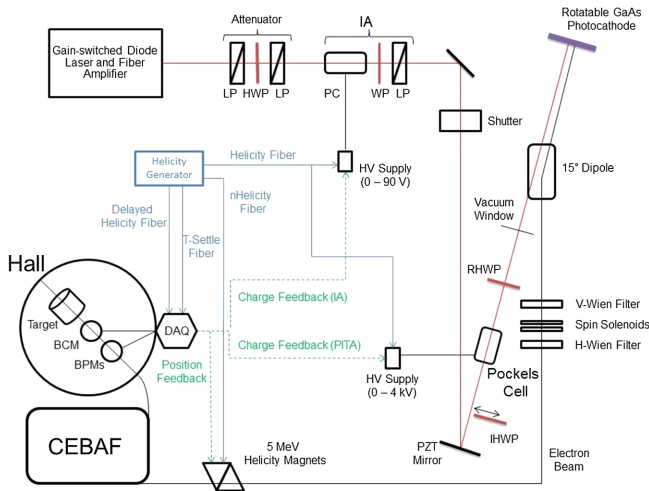 Attenuator
IA
Rotatable GaAs
Photocathode
Gain-switched Diode
Laser and Fiber
Amplifier
LP
HWP
LP
PC
WP
LP
Shutter
Helicity
Generator
Helicity Fiber
HV Supply
(0 – 90 V)
15° Dipole
nHelicity
Fiber
Delayed
Helicity Fiber
T-Settle
Fiber
Vacuum
Window
Hall
Target
BCM
BPMs
DAQ
RHWP
Charge Feedback (IA)
Charge Feedback (PITA)
Position
Feedback
HV Supply
(0 – 4 kV)
V-Wien Filter
Spin Solenoids
H-Wien Filter
Pockels
Cell
CEBAF
5 MeV
Helicity Magnets
PZT
Mirror
IHWP
Electron
Beam